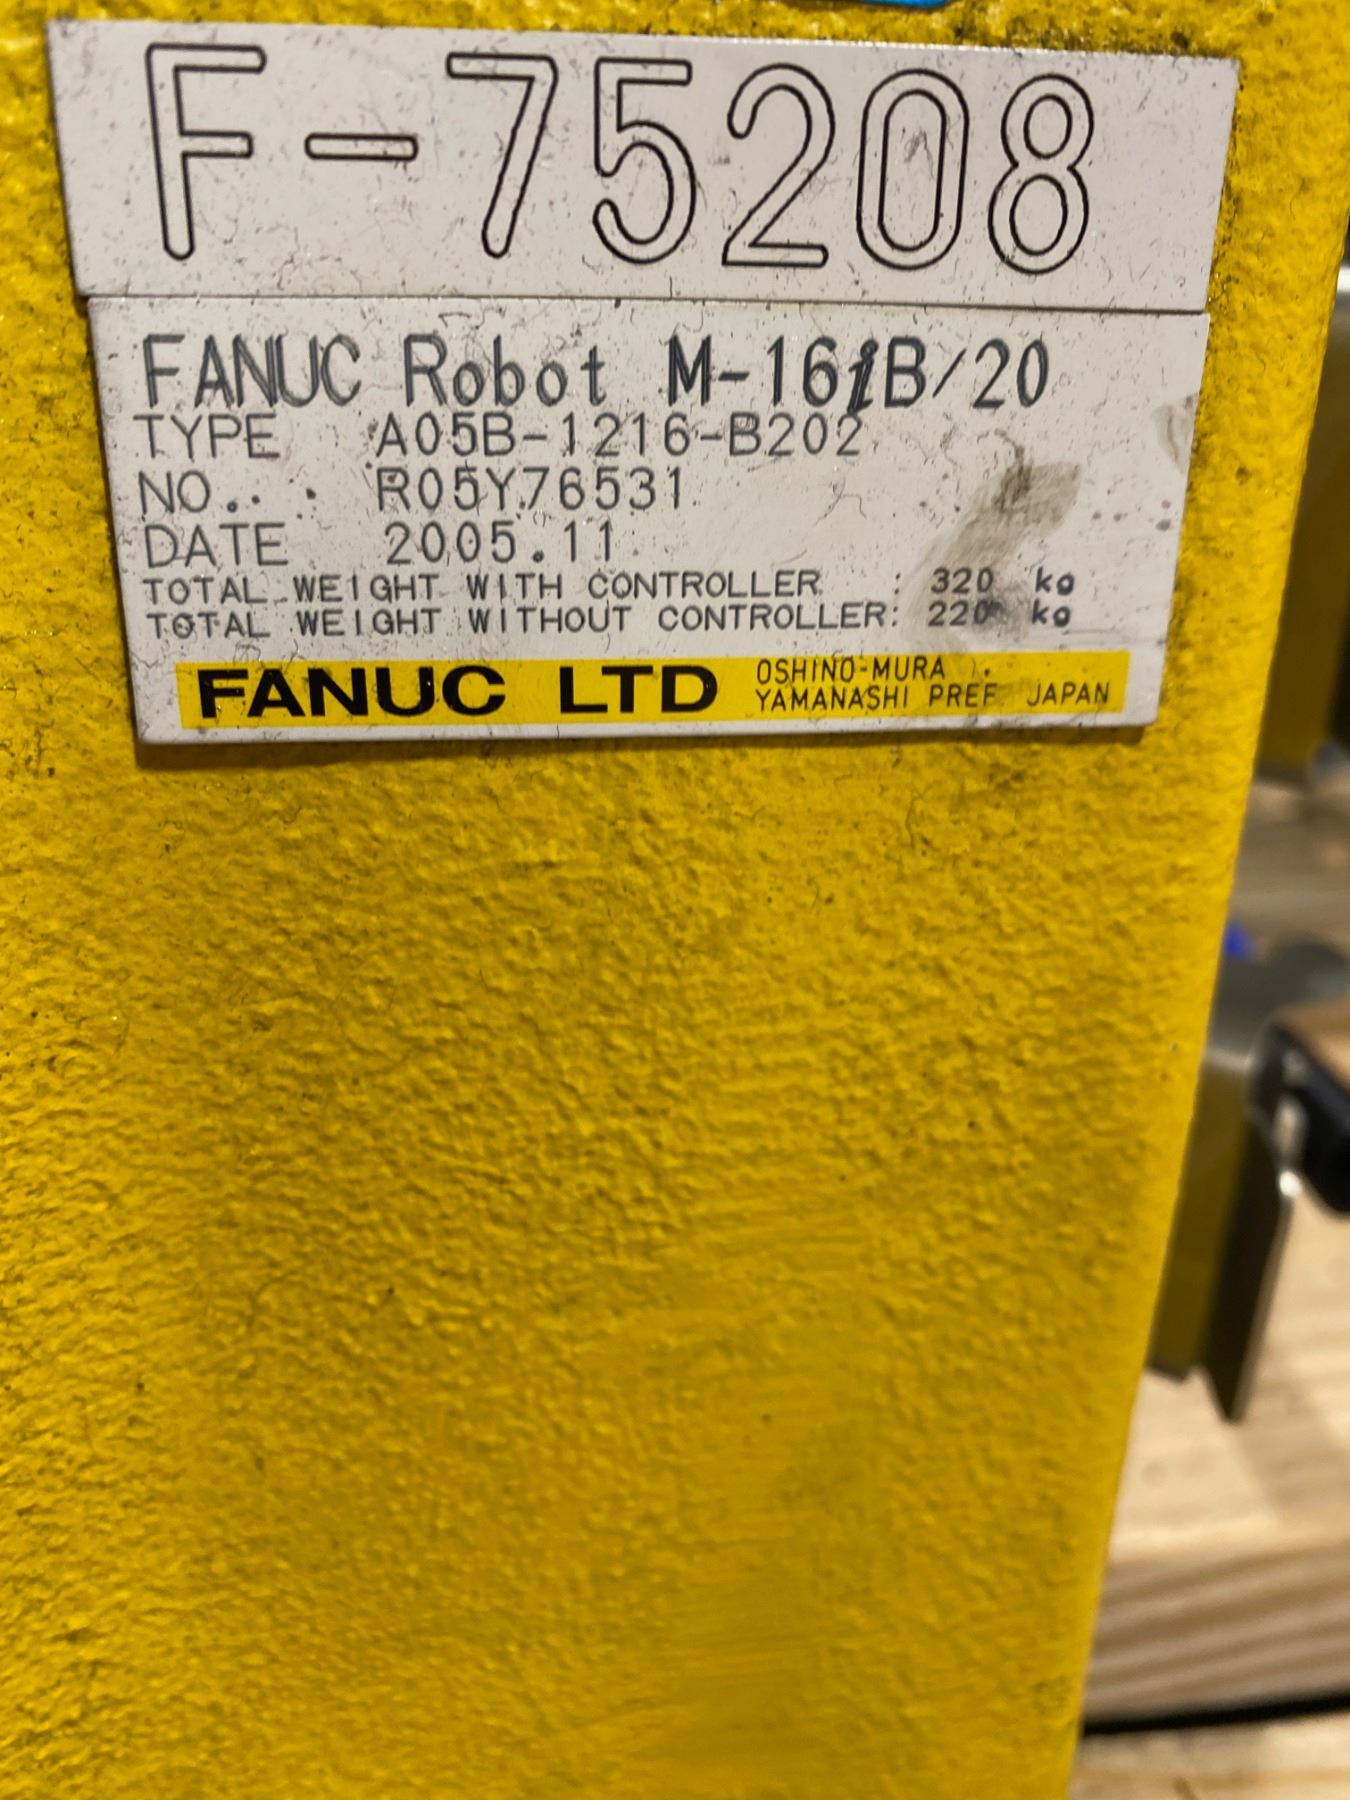 F-75208
FANUC Robot M-16iB/20
TYPE A05B-1216-B202
NO. R05Y76531
DATE 2005.11
TOTAL WEIGHT WITH CONTROLLER : 320 kg
TOTAL WEIGHT WITHOUT CONTROLLER: 220 kg
FANUC LTD
OSHINO-MURA
YAMANASHI PREF. JAPAN